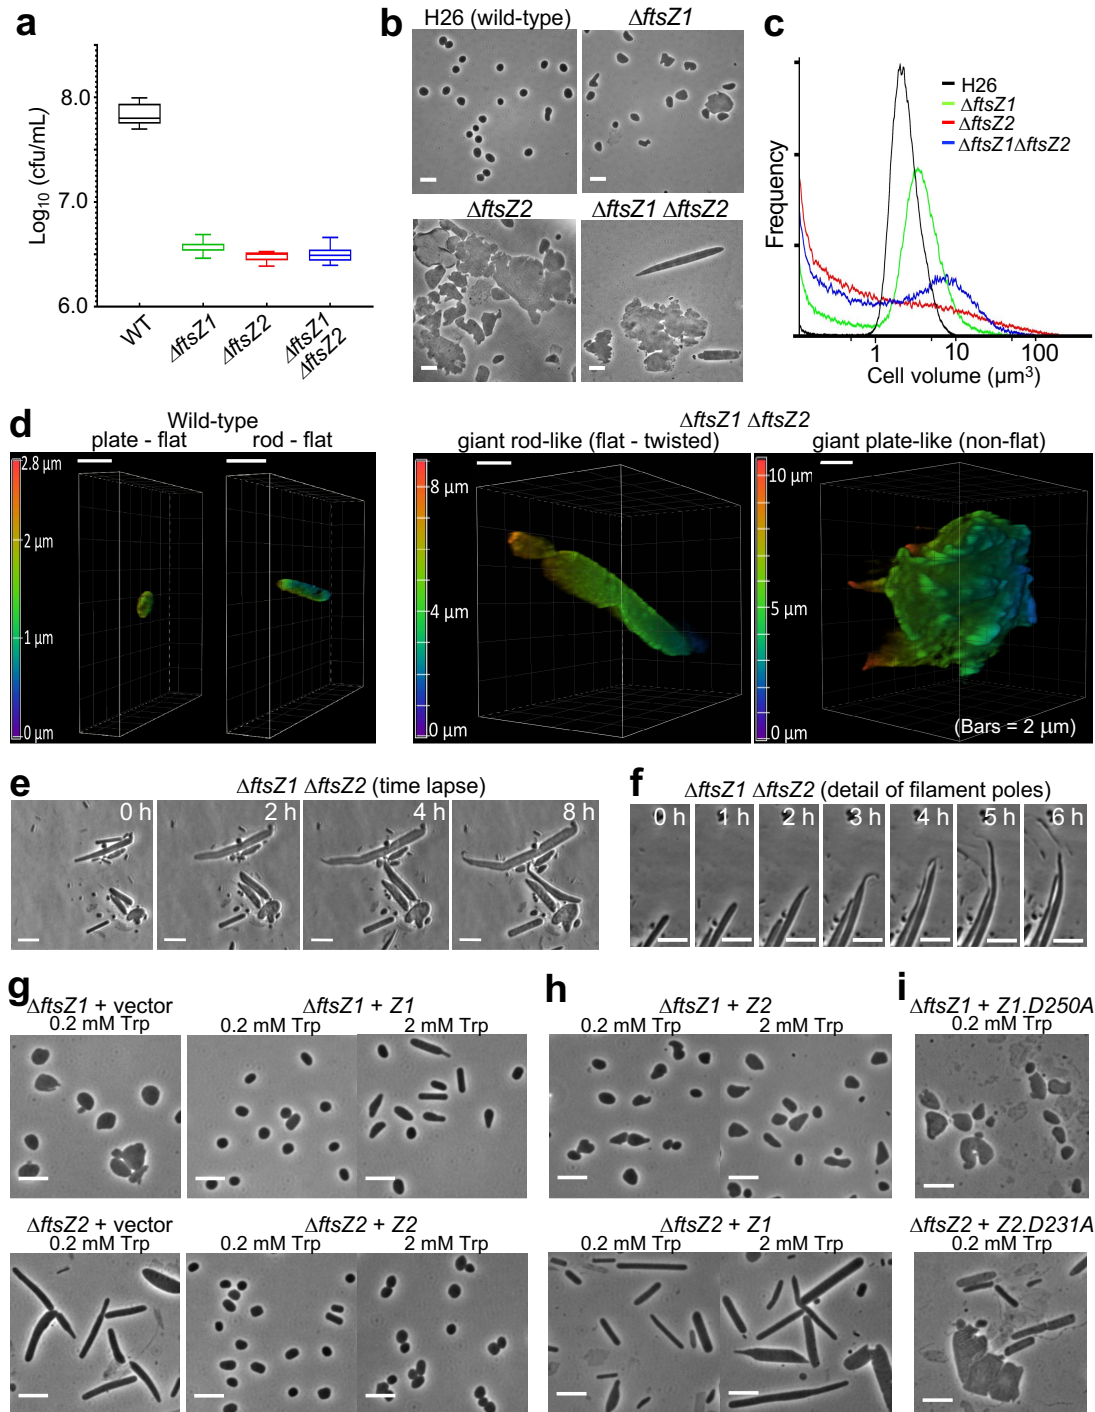 a
Log10 (cfu/mL)
8.0
7.0
6.0
WT
ΔftsZ1
ΔftsZ2
ΔftsZ1
ΔftsZ2
b
H26 (wild-type)
ΔftsZ1
ΔftsZ2
ΔftsZ1 ΔftsZ2
c
Frequency
H26
ΔftsZ1
ΔftsZ2
ΔftsZ1ΔftsZ2
1
10
100
Cell volume (μm³)
d
Wild-type
plate - flat
rod - flat
2.8 μm
2 μm
1 μm
0 μm
ΔftsZ1 ΔftsZ2
giant rod-like (flat - twisted)
giant plate-like (non-flat)
8 μm
4 μm
0 μm
10 μm
5 μm
0 μm
(Bars = 2 μm)
e
ΔftsZ1 ΔftsZ2 (time lapse)
0 h
2 h
4 h
8 h
f
ΔftsZ1 ΔftsZ2 (detail of filament poles)
0 h
1 h
2 h
3 h
4 h
5 h
6 h
g
ΔftsZ1 + vector
0.2 mM Trp
ΔftsZ1 + Z1
0.2 mM Trp
2 mM Trp
ΔftsZ2 + vector
0.2 mM Trp
ΔftsZ2 + Z2
0.2 mM Trp
2 mM Trp
h
ΔftsZ1 + Z2
0.2 mM Trp
2 mM Trp
ΔftsZ2 + Z1
0.2 mM Trp
2 mM Trp
i
ΔftsZ1 + Z1.D250A
0.2 mM Trp
ΔftsZ2 + Z2.D231A
0.2 mM Trp